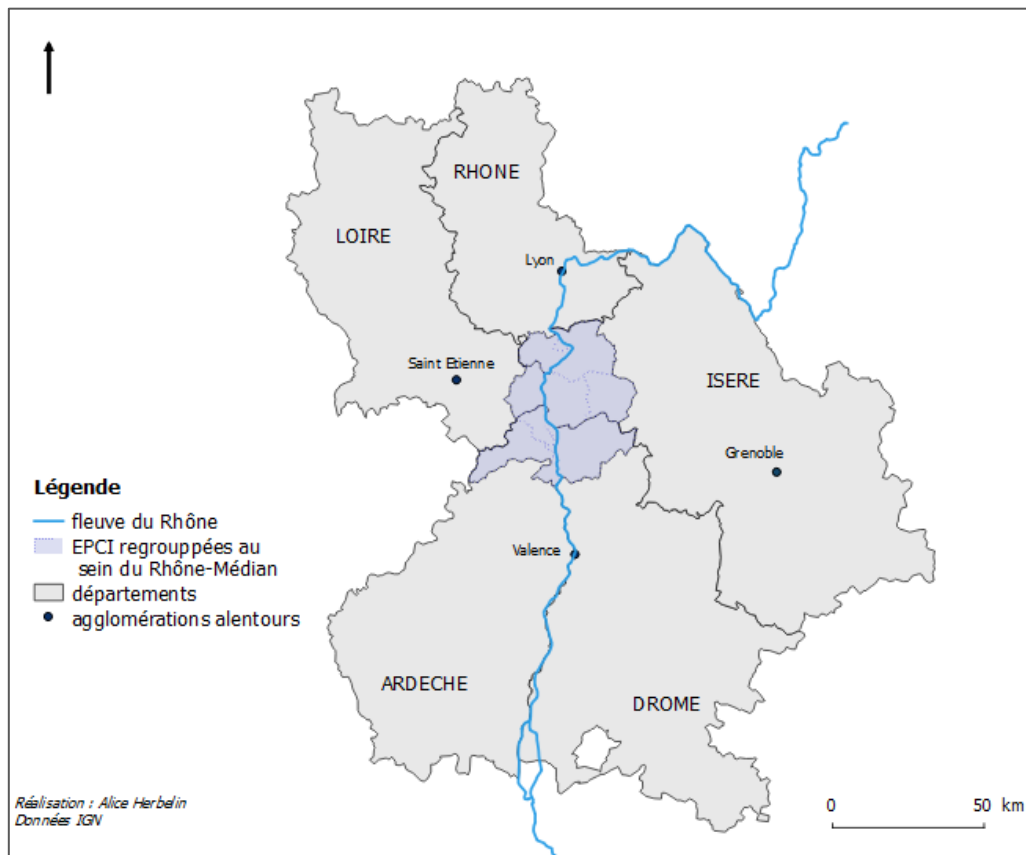 RHONE
LOIRE
Lyon
Saint Etienne
ISERE
Grenoble
Légende
fleuve du Rhône
EPCI regrouppées au
sein du Rhône-Médian
départements
agglomérations alentours
Valence
ARDECHE
DROME
Réalisation : Alice Herbelin
Données IGN
0 50 km